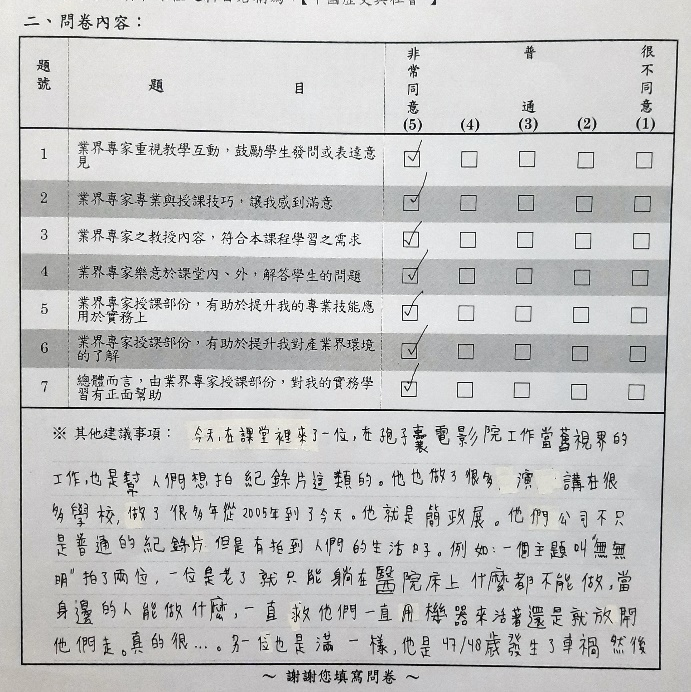 二、問卷內容：
題號 題 目 非常同意(5) (4) 普通(3) (2) 很不同意(1)
1 業界專家重視教學互動，鼓勵學生發問或表達意
見
2 業界專家專業與授課技巧，讓我感到滿意
3 業界專家之教授內容，符合本課程學習之需求
4 業界專家樂意於課堂內、外，解答學生的問題
5 業界專家授課部份，有助於提升我的專業技能應
用於實務上
6 業界專家授課部份，有助於提升我對產業界環境
的了解
7 總體而言，由業界專家授課部份，對我的實務學
習有正面幫助
※ 其他建議事項： 今天，在課堂裡來了一位，在孢子囊電影院工作當舊視界的
工作，也是幫人們想拍紀錄片這類的。他也做了很多 演 講在很
多學校，做了很多年從2005年到了今天。他就是簡政展。他們公司不只
是普通的紀錄片 但是有拍到人們的生活日子。例如：一個主題叫"無無
明"拍了兩位，一位是老了就只能躺在醫院床上什麼都不能做，當
身邊的人能做什麼，一直救他們一直用機器來活著還是就放開
他們走。真的很...。另一位也是滿一樣，他是47/48歲發生了車禍 然後
～ 謝謝您填寫問卷 ～